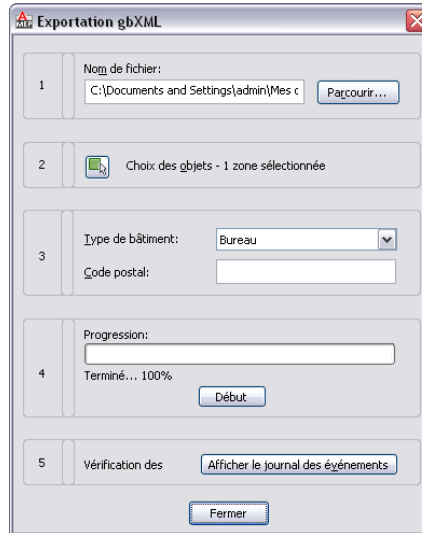 Exportation gbXML
1
Nom de fichier:
C:\Documents and Settings\admin\Mes
Parcourir...
2
Choix des objets - 1 zone sélectionnée
3
Type de bâtiment:
Bureau
Code postal:
4
Progression:
Terminé... 100%
Début
5
Vérification des
Afficher le journal des événements
Fermer